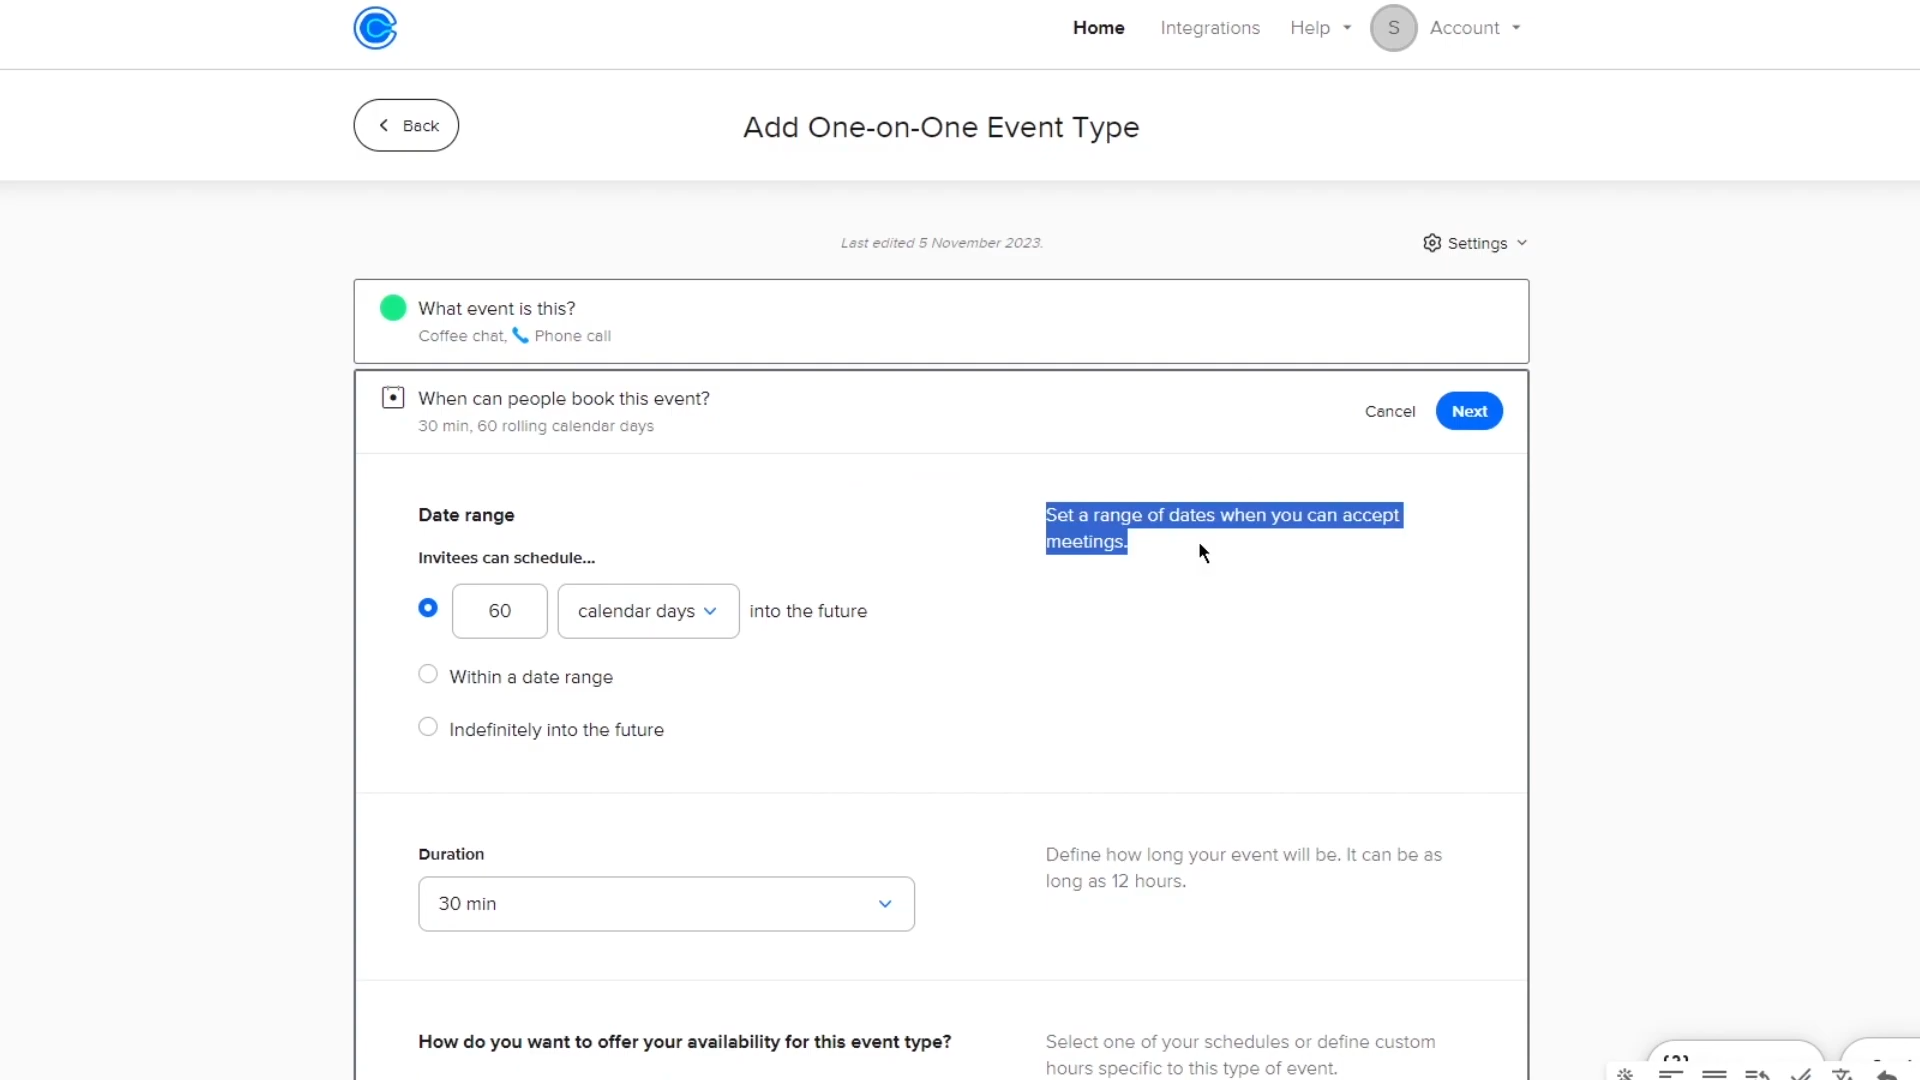 Home Integrations Help S Account
Back
Add One-on-One Event Type
Last edited 5 November 2023.
Settings
What event is this?
Coffee chat, Phone call
When can people book this event?
30 min, 60 rolling calendar days
Cancel Next
Date range
Set a range of dates when you can accept
meetings.
Invitees can schedule...
60 calendar days into the future
Within a date range
Indefinitely into the future
Duration
Define how long your event will be. It can be as
long as 12 hours.
30 min
How do you want to offer your availability for this event type?
Select one of your schedules or define custom
hours specific to this type of event.